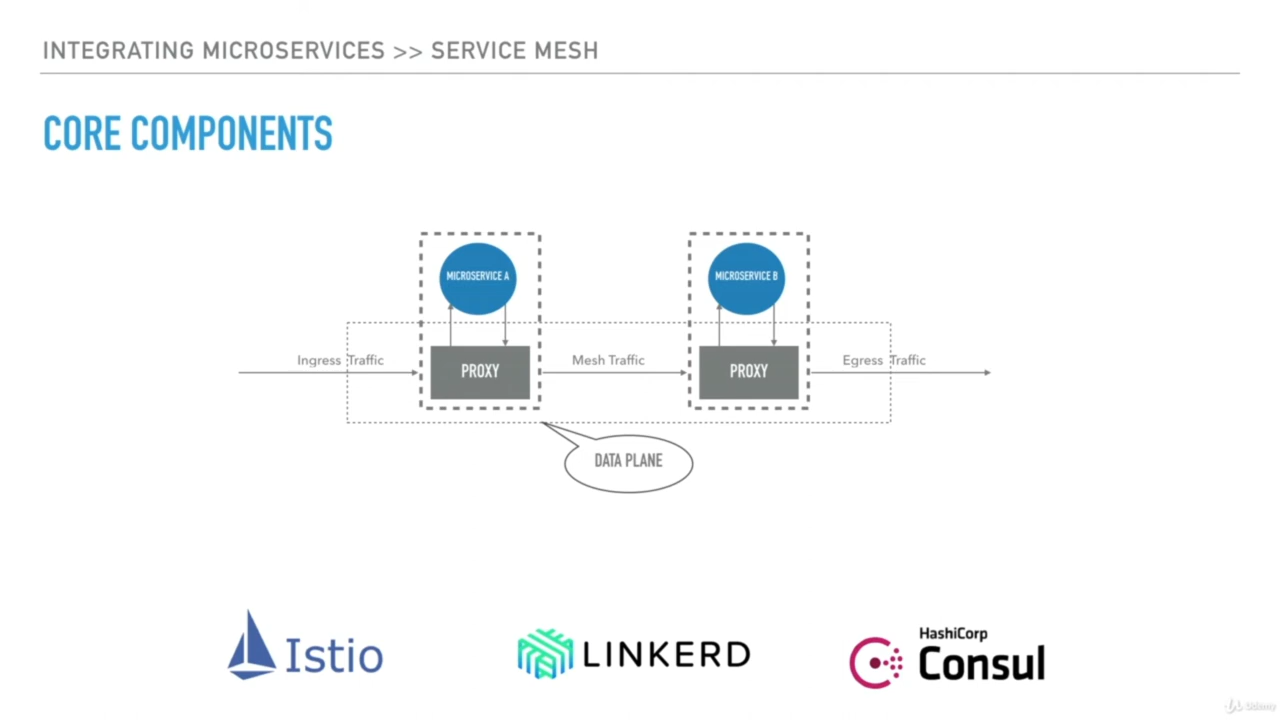 INTEGRATING MICROSERVICES >> SERVICE MESH
CORE COMPONENTS
MICROSERVICE A
MICROSERVICE B
Ingress Traffic
PROXY
Mesh Traffic
PROXY
Egress Traffic
DATA PLANE
Istio
LINKERD
HashiCorp
Consul
Udemy